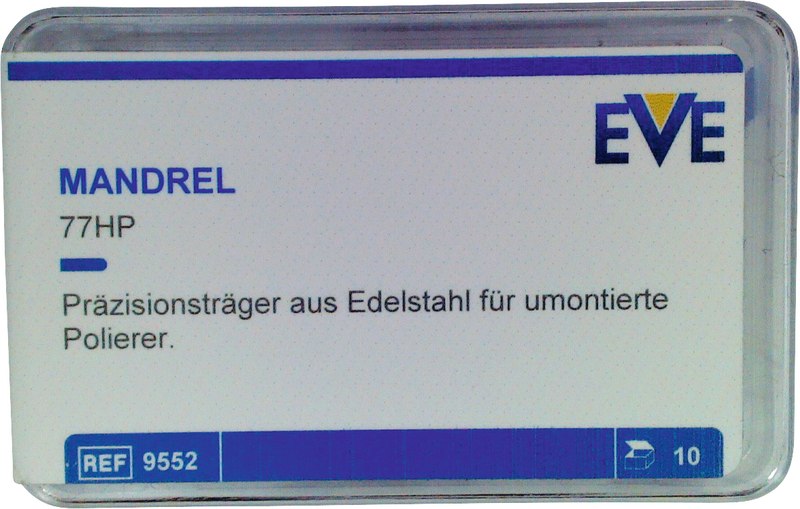 EVE
MANDREL
77HP
Präzisionsträger aus Edelstahl für umontierte
Polierer.
REF 9552
10